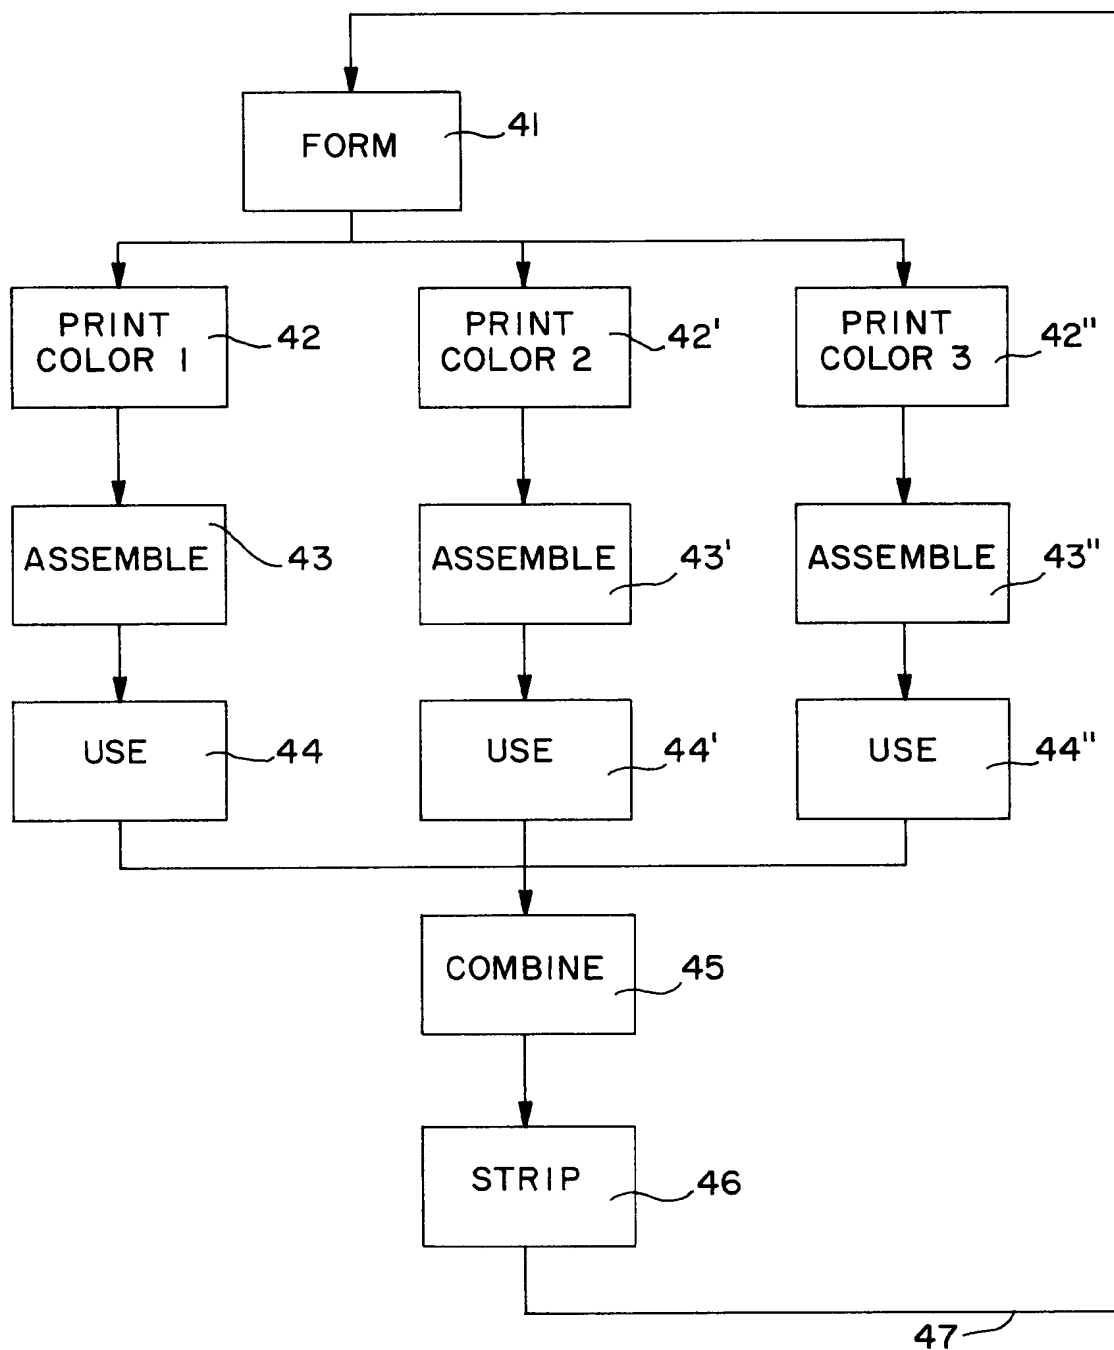 FORM
41
PRINT
COLOR 1
42
PRINT
COLOR 2
42'
PRINT
COLOR 3
42"
ASSEMBLE
43
ASSEMBLE
43'
ASSEMBLE
43"
USE
44
USE
44'
USE
44"
COMBINE
45
STRIP
46
47